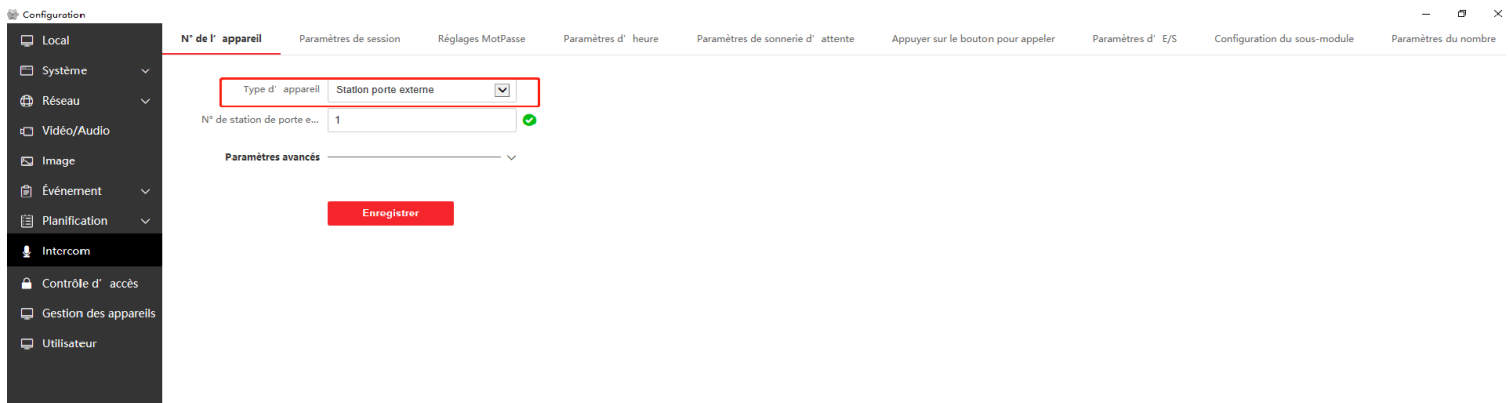 Configuration
Local
Système
Réseau
Vidéo/Audio
Image
Événement
Planification
Intercom
Contrôle d' accès
Gestion des appareils
Utilisateur
N° de l' appareil Paramètres de session Réglages MotPasse Paramètres d' heure Paramètres de sonnerie d' attente Appuyer sur le bouton pour appeler Paramètres d' E/S Configuration du sous-module Paramètres du nombre
Type d' appareil Station porte externe
N° de station de porte e... 1
Paramètres avancés
Enregistrer